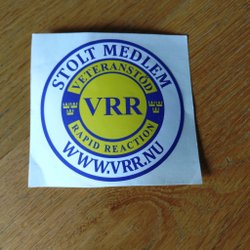 STOLT MEDLEM
VETERANSTÖD
VRR
RAPID REACTION
WWW.VRR.NU